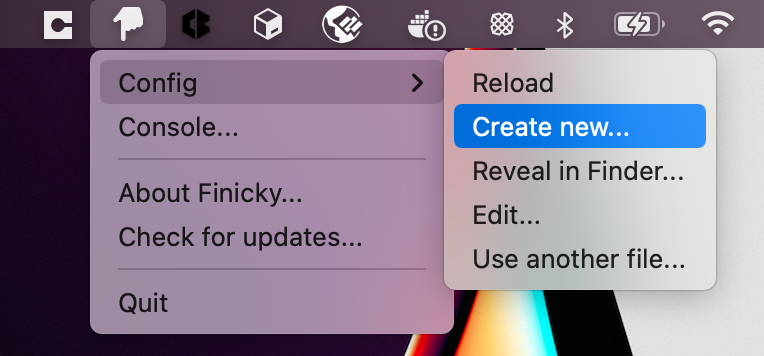 Config
Console...
About Finicky...
Check for updates...
Quit
Reload
Create new...
Reveal in Finder...
Edit...
Use another file...